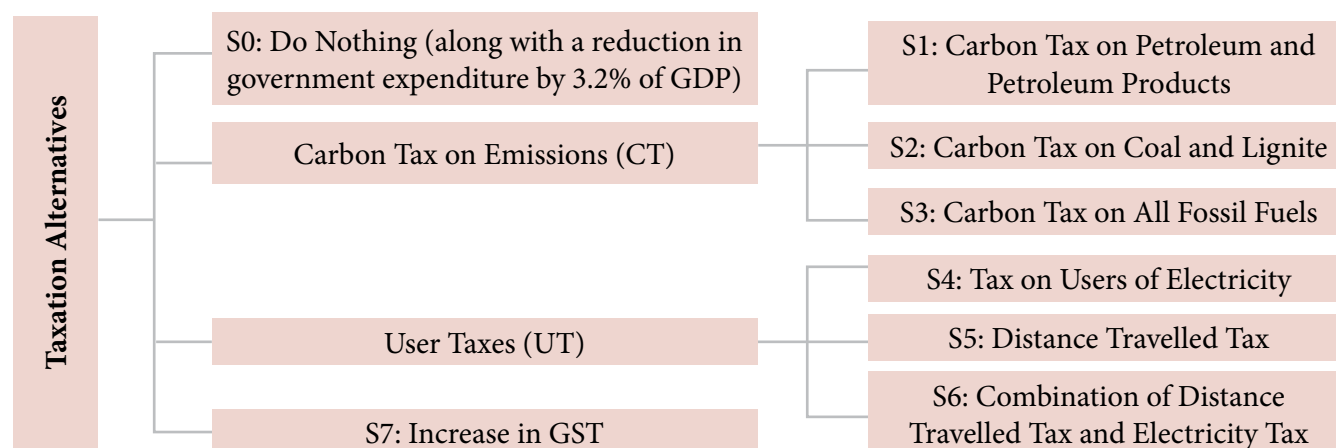 Taxation Alternatives
S0: Do Nothing (along with a reduction in
government expenditure by 3.2% of GDP)
Carbon Tax on Emissions (CT)
S1: Carbon Tax on Petroleum and
Petroleum Products
S2: Carbon Tax on Coal and Lignite
S3: Carbon Tax on All Fossil Fuels
User Taxes (UT)
S4: Tax on Users of Electricity
S5: Distance Travelled Tax
S6: Combination of Distance
Travelled Tax and Electricity Tax
S7: Increase in GST